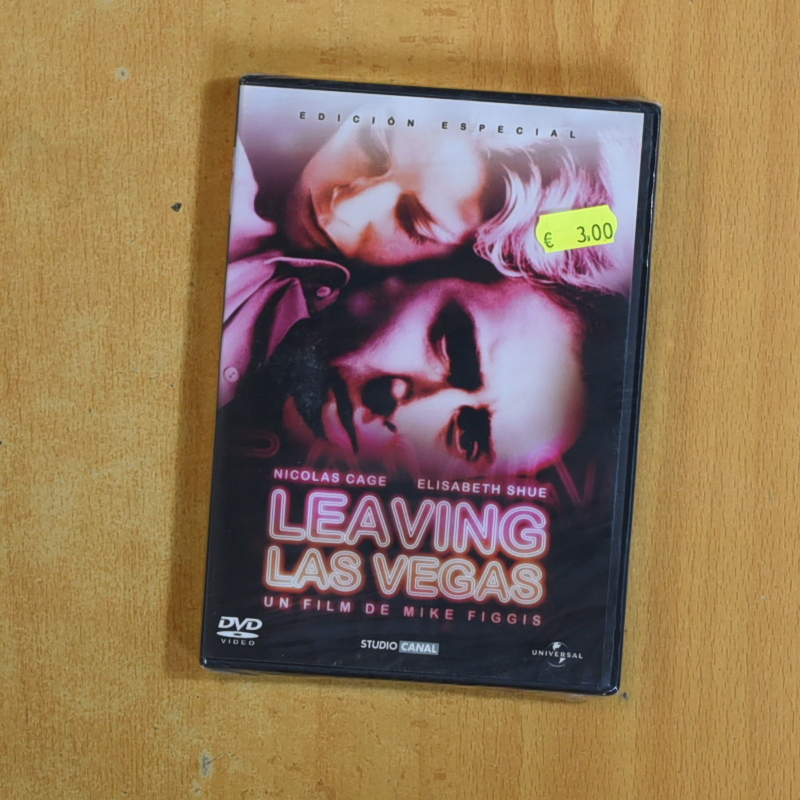 EDICIÓN ESPECIAL
€ 3,00
NICOLAS CAGE ELISABETH SHUE
LEAVING
LAS VEGAS
UN FILM DE MIKE FIGGIS
DVD
VIDEO
STUDIO CANAL
UNIVERSAL